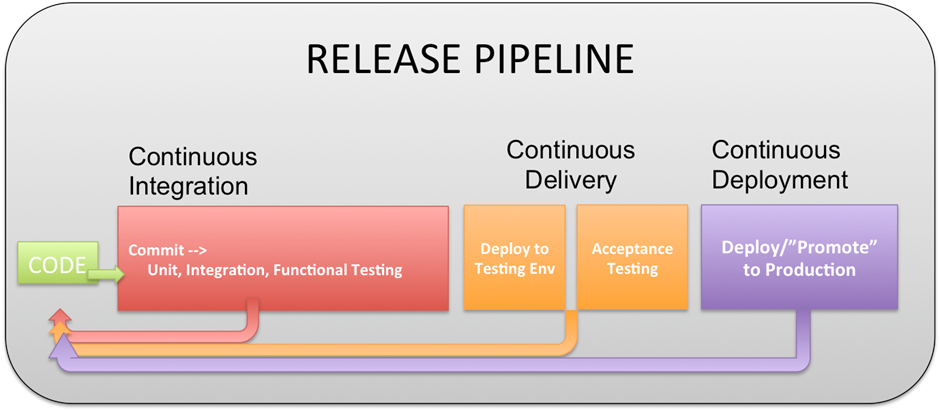 RELEASE PIPELINE
Continuous
Integration
Continuous
Delivery
Continuous
Deployment
CODE
Commit -->
Unit, Integration, Functional Testing
Deploy to
Testing Env
Acceptance
Testing
Deploy/”Promote”
to Production